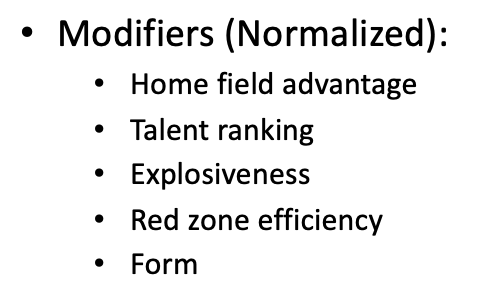 • Modifiers (Normalized):
• Home field advantage
• Talent ranking
• Explosiveness
• Red zone efficiency
• Form